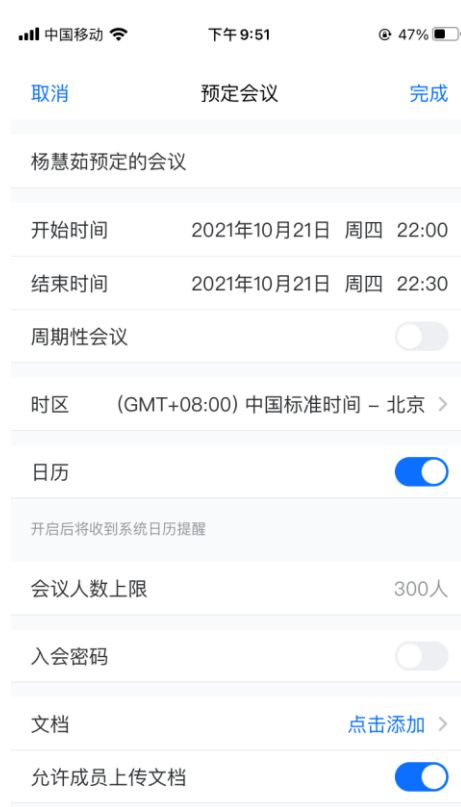 中国移动 下午9:51 47%
取消 预定会议 完成
杨慧茹预定的会议
开始时间 2021年10月21日 周四 22:00
结束时间 2021年10月21日 周四 22:30
周期性会议
时区 (GMT+08:00) 中国标准时间 – 北京
日历
开启后将收到系统日历提醒
会议人数上限 300人
入会密码
文档 点击添加
允许成员上传文档